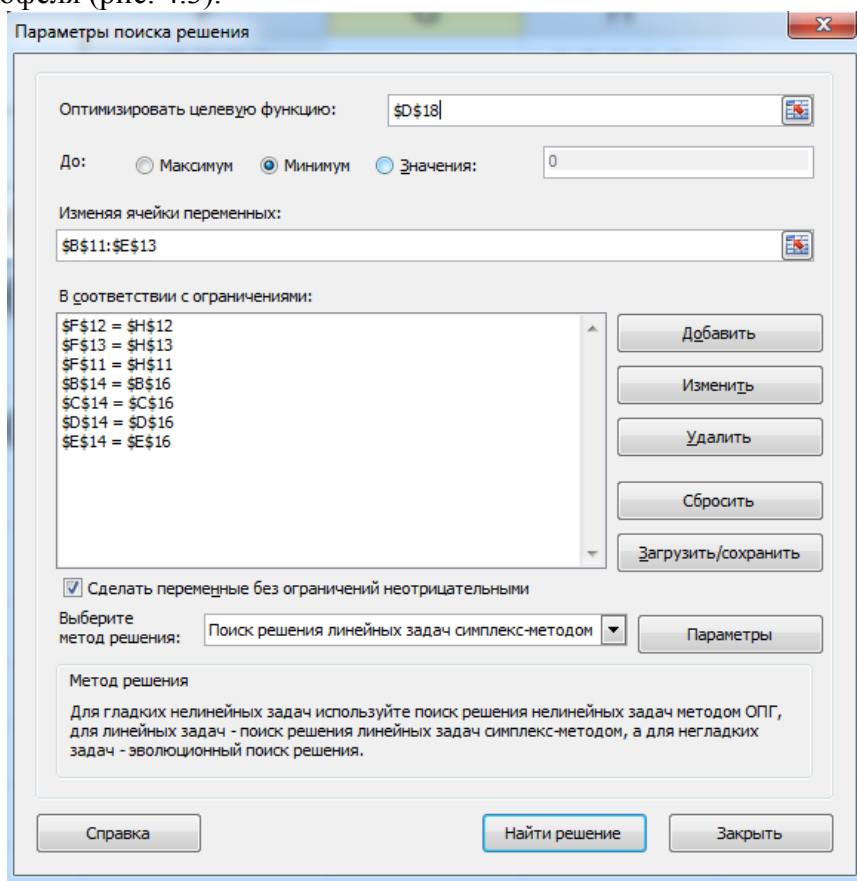 офеля (рис. 4.3).
Параметры поиска решения
Оптимизировать целевую функцию:
$D$18
До:
Максимум
Минимум
Значения:
0
Изменяя ячейки переменных:
$B$11:$E$13
В соответствии с ограничениями:
$F$12 = $H$12
$F$13 = $H$13
$F$11 = $H$11
$B$14 = $B$16
$C$14 = $C$16
$D$14 = $D$16
$E$14 = $E$16
Добавить
Изменить
Удалить
Сбросить
Загрузить/сохранить
Сделать переменные без ограничений неотрицательными
Выберите
метод решения:
Поиск решения линейных задач симплекс-методом
Параметры
Метод решения
Для гладких нелинейных задач используйте поиск решения нелинейных задач методом ОПГ,
для линейных задач - поиск решения линейных задач симплекс-методом, а для негладких
задач - эволюционный поиск решения.
Справка
Найти решение
Закрыть